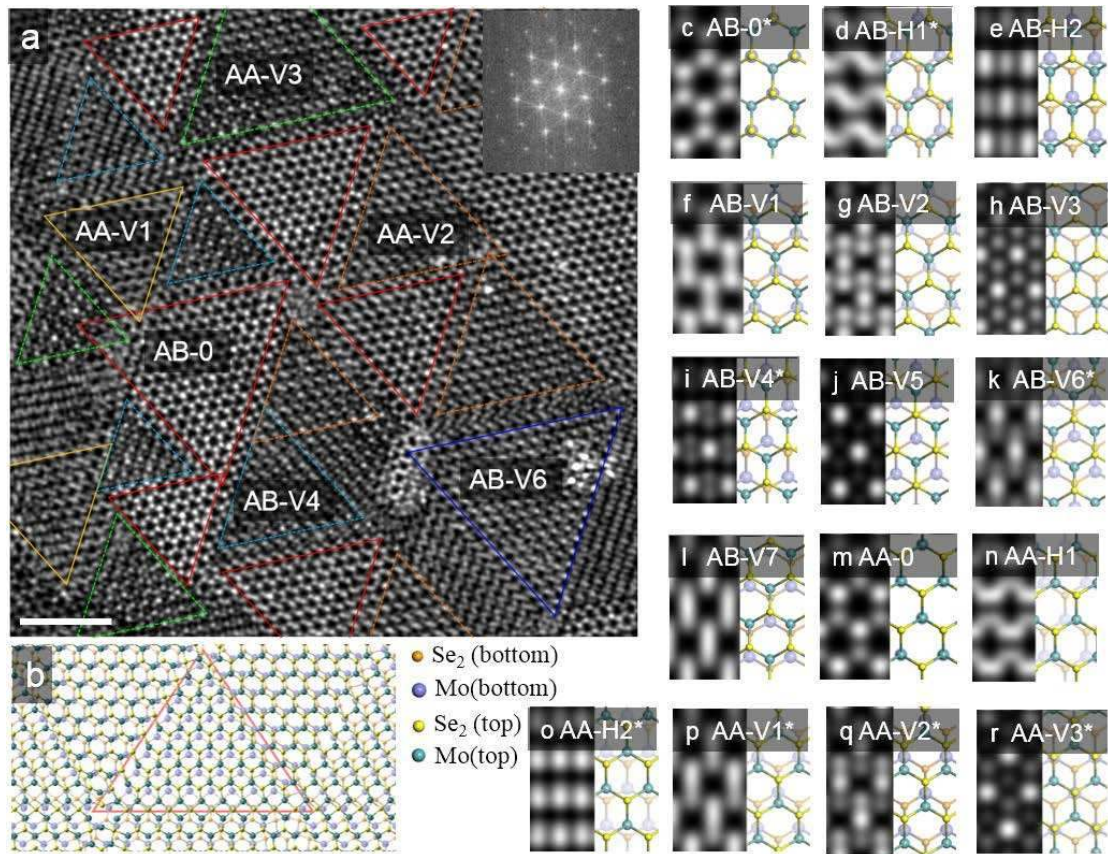 a
AA-V3
AA-V1
AA-V2
AB-0
AB-V4
AB-V6
b
Se₂ (bottom)
Mo(bottom)
Se₂ (top)
Mo(top)
c AB-0*
d AB-H1*
e AB-H2
f AB-V1
g AB-V2
h AB-V3
i AB-V4*
j AB-V5
k AB-V6*
l AB-V7
m AA-0
n AA-H1
o AA-H2*
p AA-V1*
q AA-V2*
r AA-V3*